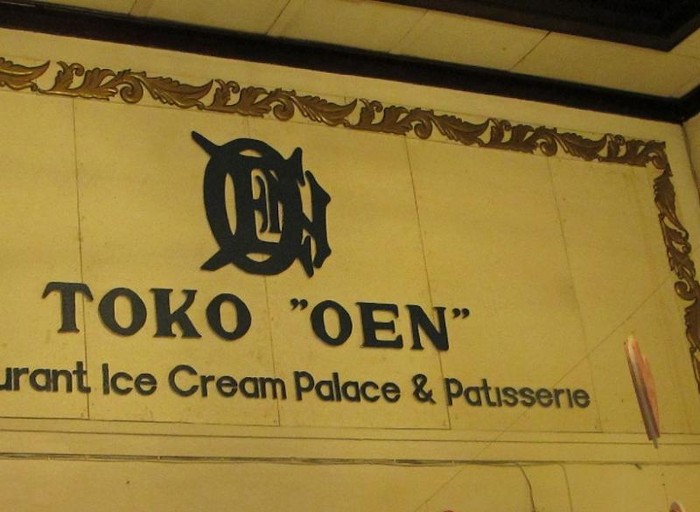 TOKO "OEN"
urant Ice Cream Palace & Patisserie